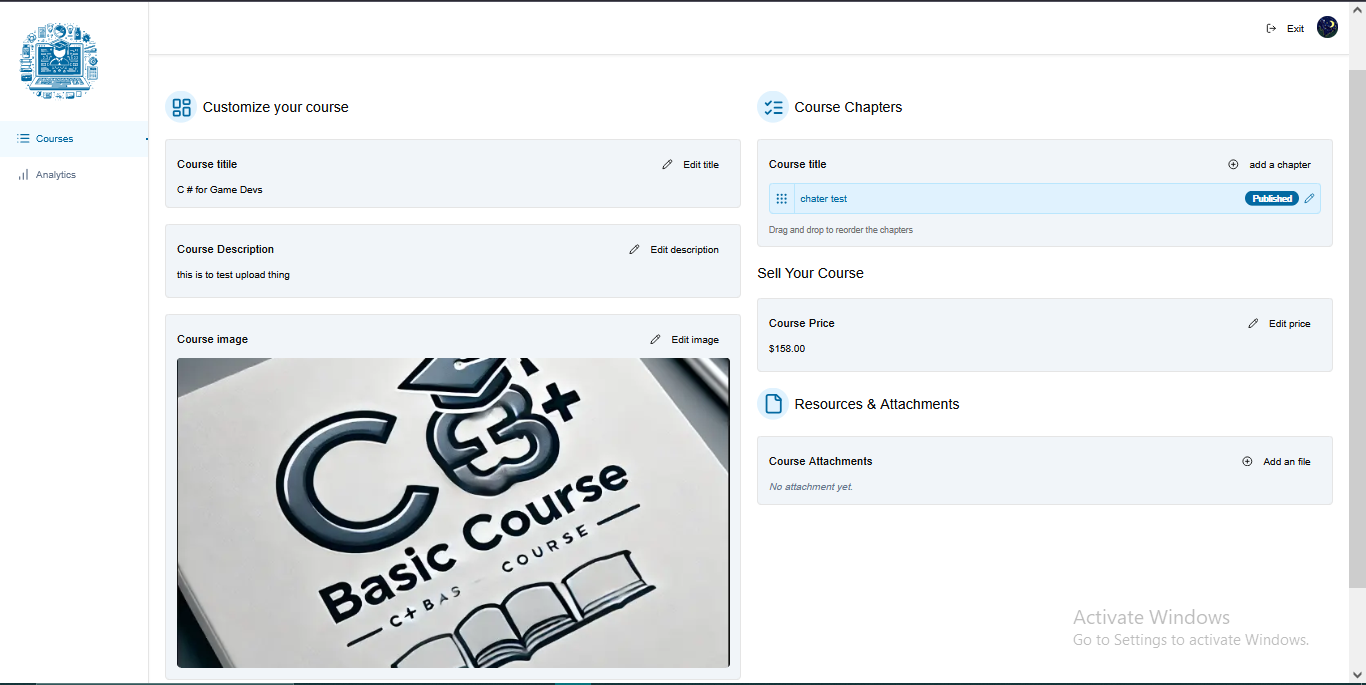 Exit
Courses
Analytics
Customize your course
Course titile
Edit title
C # for Game Devs
Course Description
Edit description
this is to test upload thing
Course image
Edit image
C
+
Basic Course
C+BAS COURSE
Course Chapters
Course title
add a chapter
chater test
Published
Drag and drop to reorder the chapters
Sell Your Course
Course Price
Edit price
$158.00
Resources & Attachments
Course Attachments
Add an file
No attachment yet.
Activate Windows
Go to Settings to activate Windows.